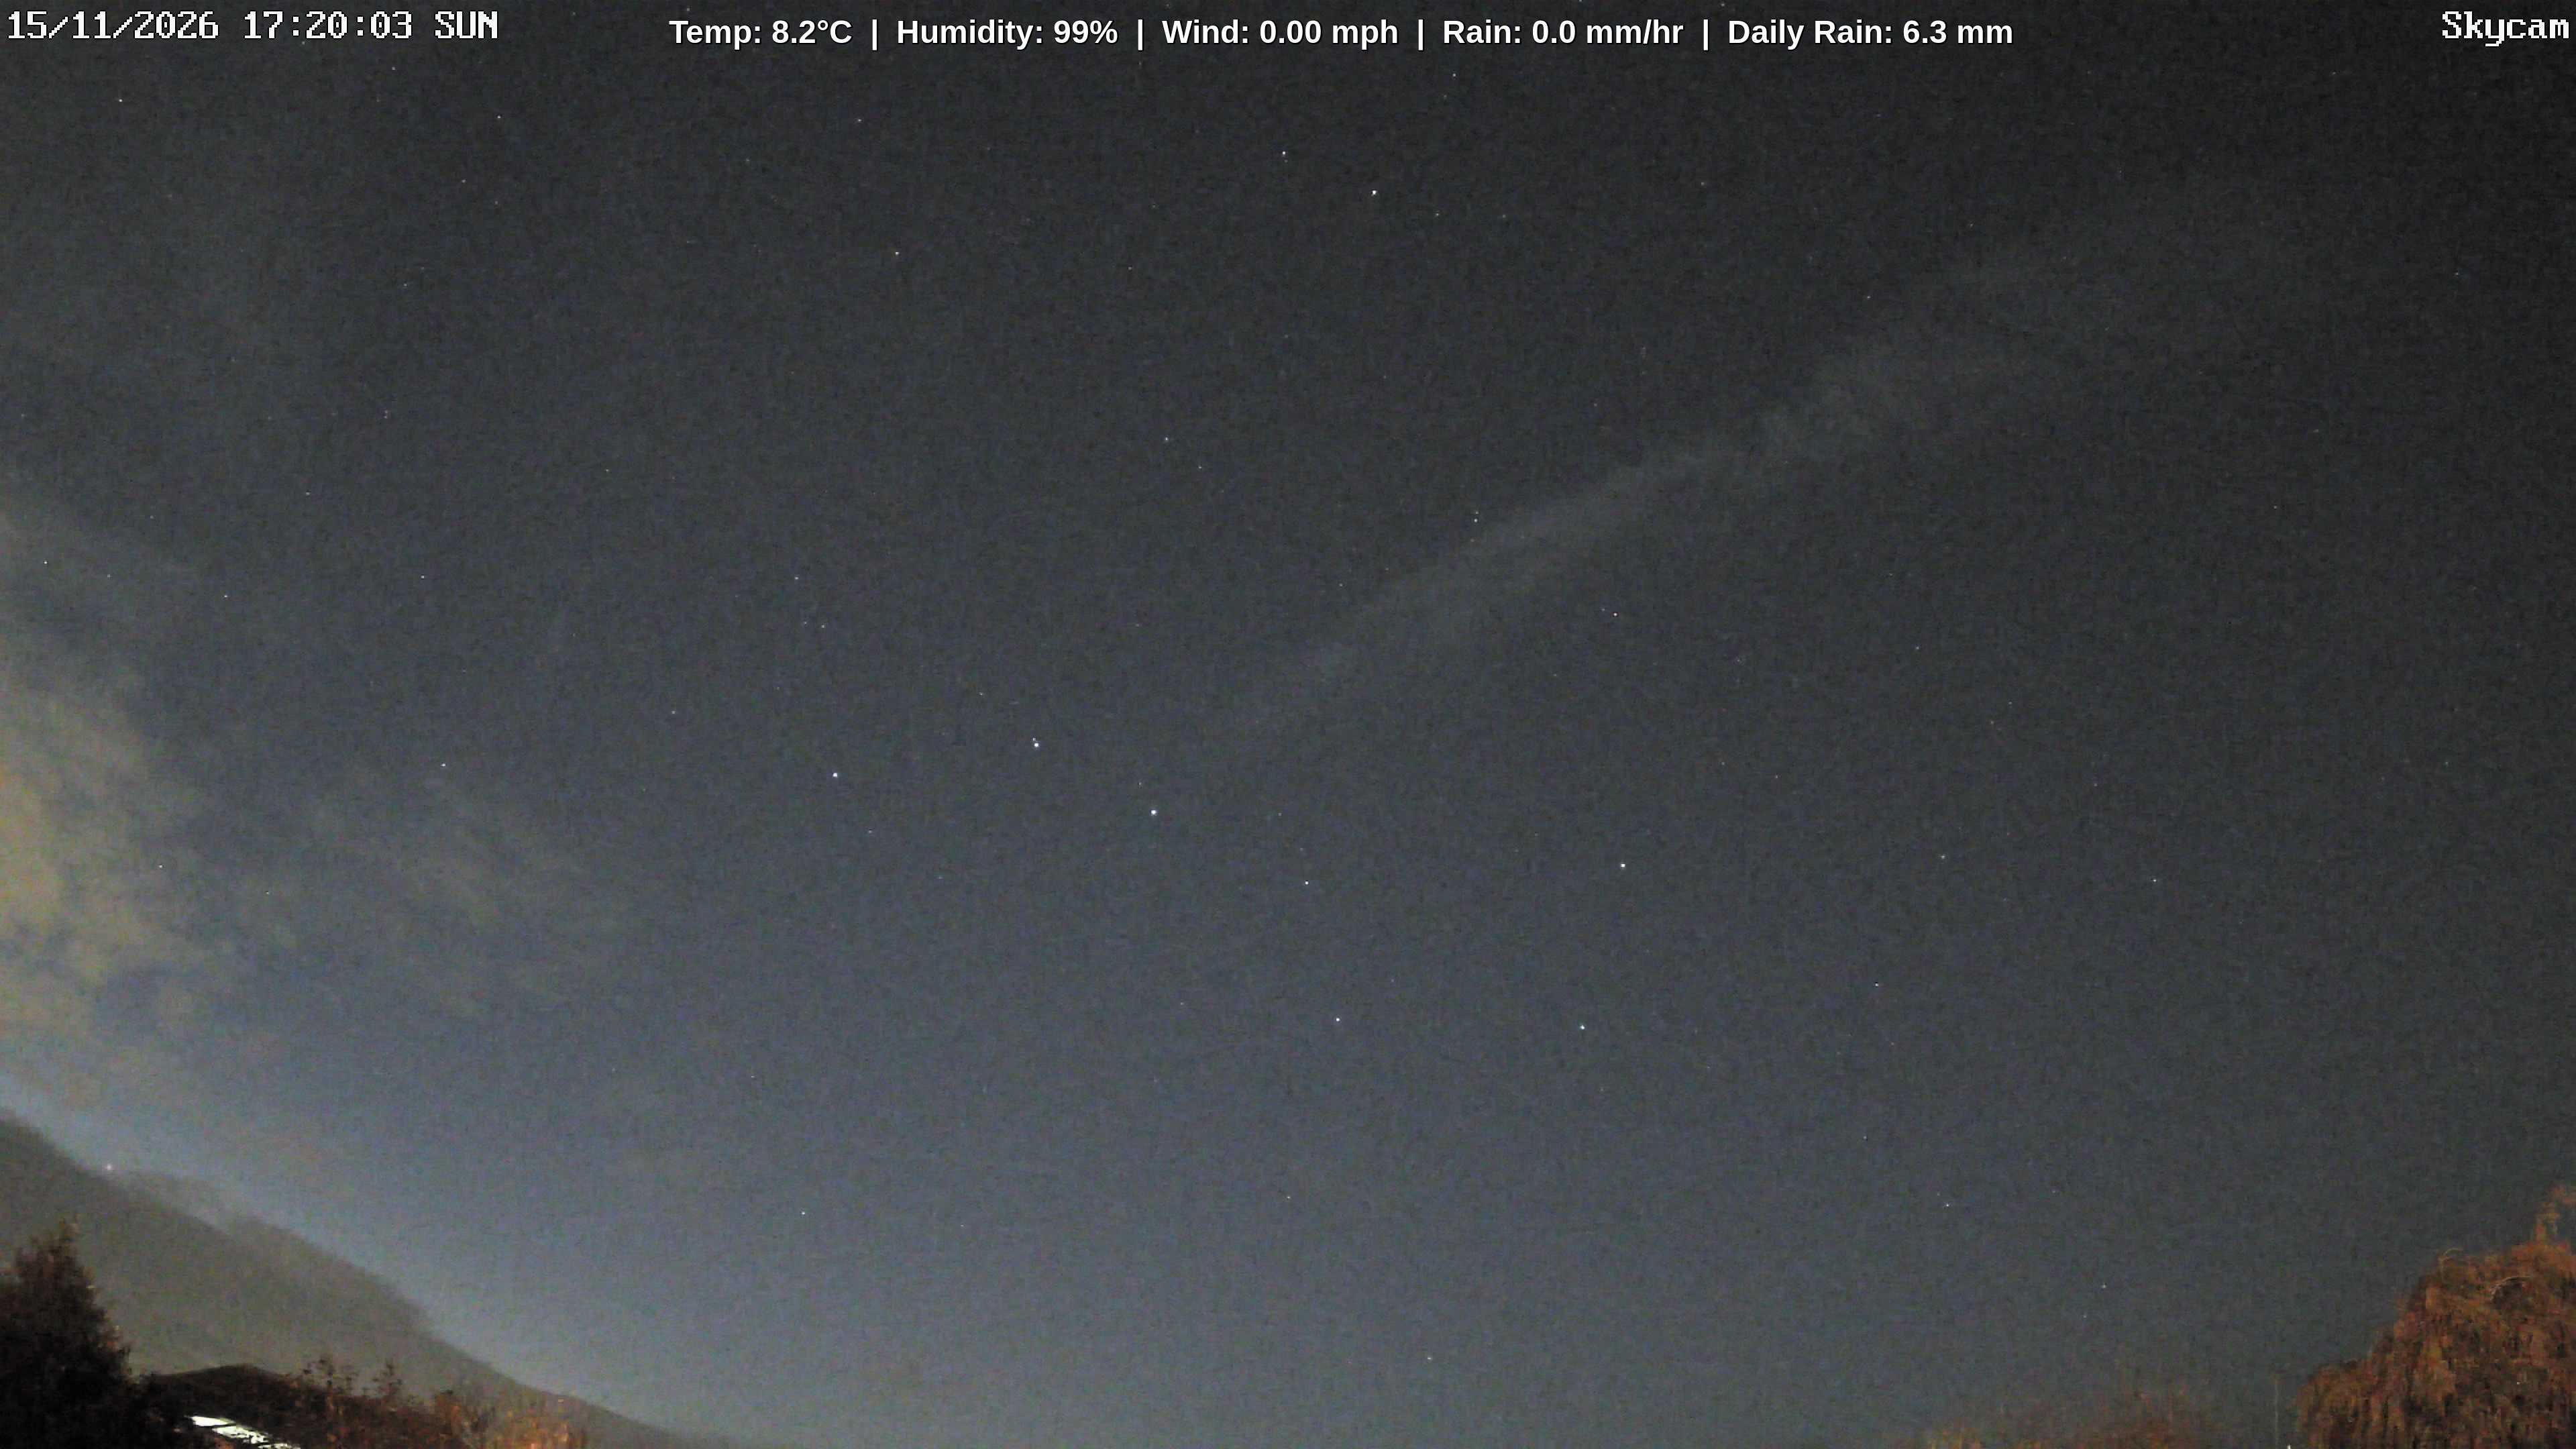 15/11/2026 17:20:03 SUN
Temp: 8.2°C | Humidity: 99% | Wind: 0.00 mph | Rain: 0.0 mm/hr | Daily Rain: 6.3 mm
Skycam